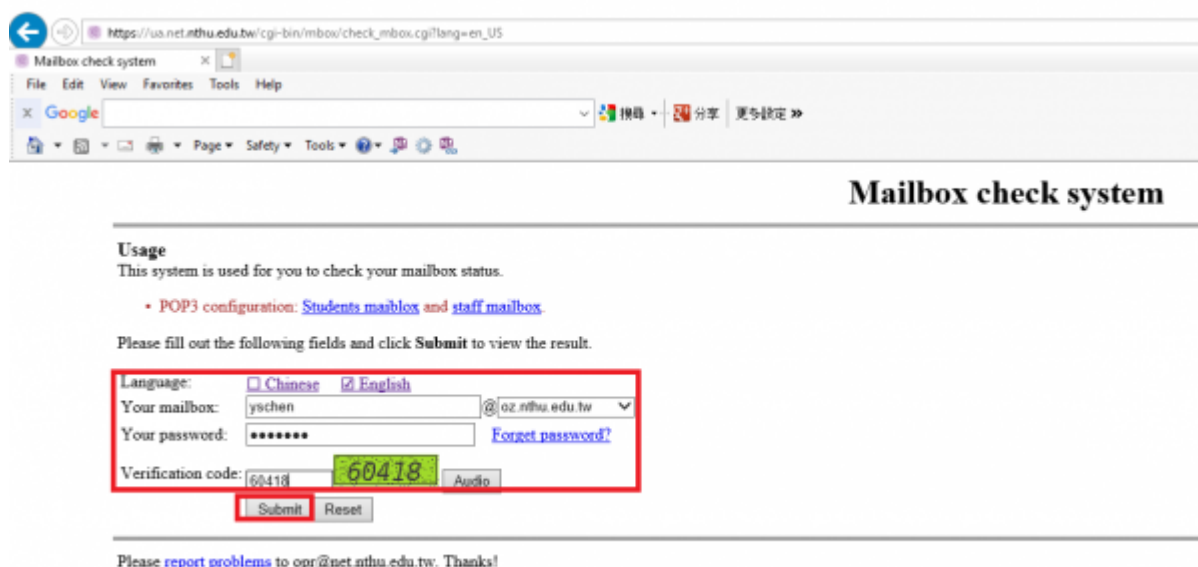 https://ua.net.nthu.edu.tw/cgi-bin/mbox/check_mbox.cgi?lang=en_US
Mailbox check system
File Edit View Favorites Tools Help
x Google 搜尋 分享 更多設定 »
Page Safety Tools
Mailbox check system
Usage
This system is used for you to check your mailbox status.
• POP3 configuration: Students maiblox and staff mailbox.
Please fill out the following fields and click Submit to view the result.
Language: ☐ Chinese ☑ English
Your mailbox: yschen @ oz.nthu.edu.tw
Your password: ••••••• Forget password?
Verification code: 60418 60418 Audio
Submit Reset
Please report problems to opr@net.nthu.edu.tw. Thanks!